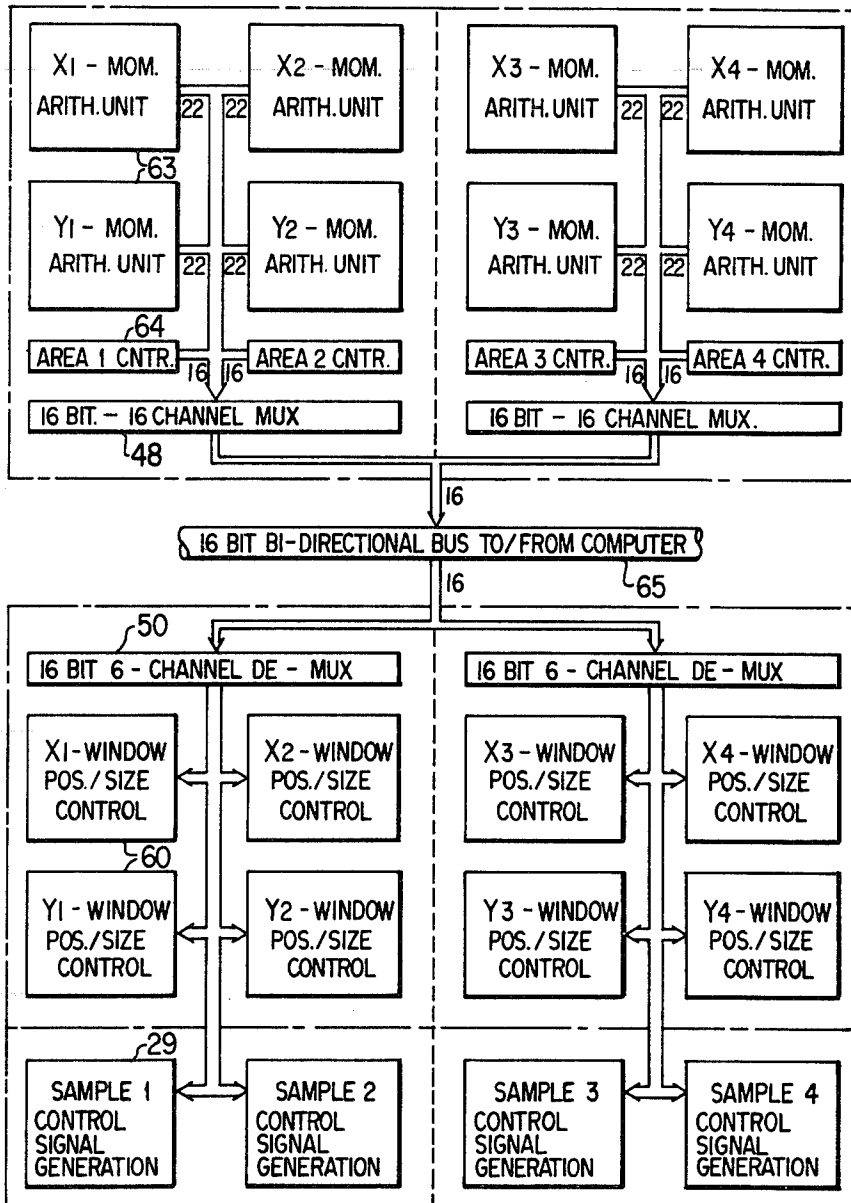 X1 - MOM.
ARITH. UNIT
X2 - MOM.
ARITH. UNIT
22
22
X3 - MOM.
ARITH. UNIT
X4 - MOM.
ARITH. UNIT
22
22
63
Y1 - MOM.
ARITH. UNIT
Y2 - MOM.
ARITH. UNIT
22
22
Y3 - MOM.
ARITH. UNIT
Y4 - MOM.
ARITH. UNIT
22
22
64
AREA 1 CNTR.
AREA 2 CNTR.
16
16
AREA 3 CNTR.
AREA 4 CNTR.
16
16
16 BIT. - 16 CHANNEL MUX
16 BIT - 16 CHANNEL MUX.
48
16
16 BIT BI-DIRECTIONAL BUS TO/FROM COMPUTER
16
65
50
16 BIT 6 - CHANNEL DE - MUX
16 BIT 6 - CHANNEL DE - MUX
X1 - WINDOW
POS./SIZE
CONTROL
X2 - WINDOW
POS./SIZE
CONTROL
X3 - WINDOW
POS./SIZE
CONTROL
X4 - WINDOW
POS./SIZE
CONTROL
60
Y1 - WINDOW
POS./SIZE
CONTROL
Y2 - WINDOW
POS./SIZE
CONTROL
Y3 - WINDOW
POS./SIZE
CONTROL
Y4 - WINDOW
POS./SIZE
CONTROL
29
SAMPLE 1
CONTROL
SIGNAL
GENERATION
SAMPLE 2
CONTROL
SIGNAL
GENERATION
SAMPLE 3
CONTROL
SIGNAL
GENERATION
SAMPLE 4
CONTROL
SIGNAL
GENERATION